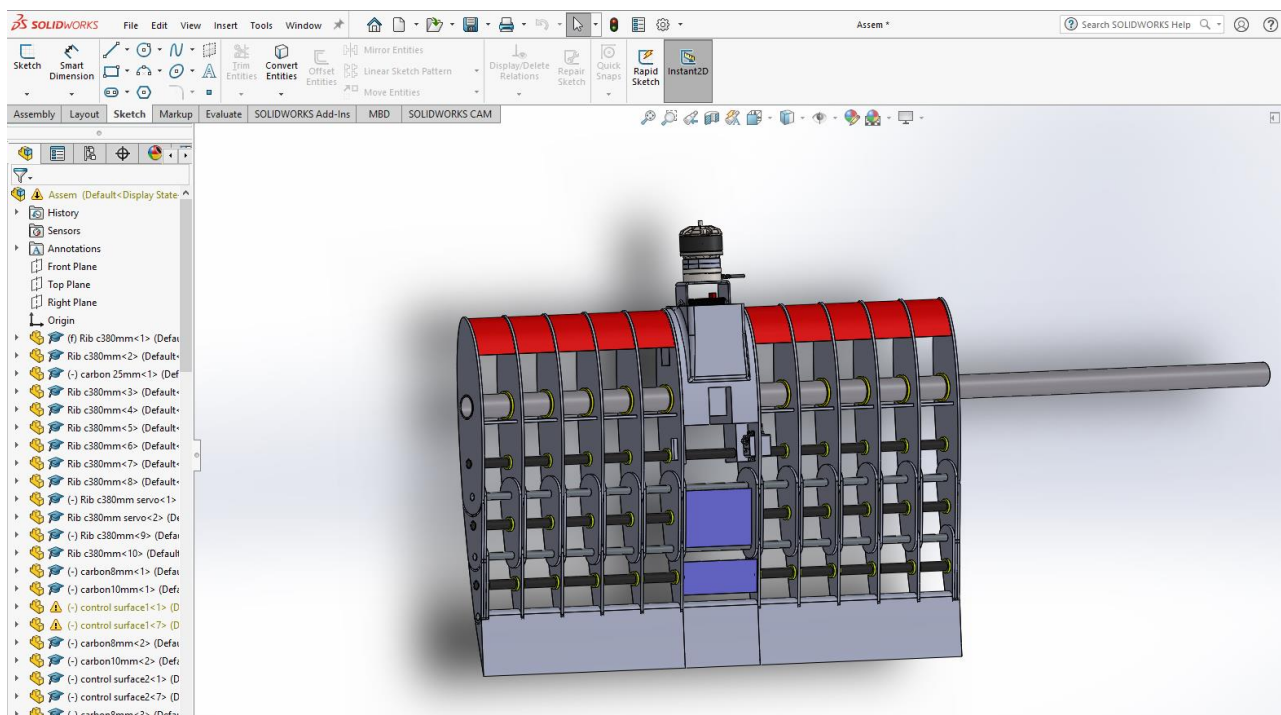 SOLIDWORKS File Edit View Insert Tools Window Assem * Search SOLIDWORKS Help
Sketch Smart Dimension Trim Entities Convert Entities Offset Entities Mirror Entities Linear Sketch Pattern Move Entities Display/Delete Relations Repair Sketch Quick Snaps Rapid Sketch Instant2D
Assembly Layout Sketch Markup Evaluate SOLIDWORKS Add-Ins MBD SOLIDWORKS CAM
Assem (Default<Display State-
History
Sensors
Annotations
Front Plane
Top Plane
Right Plane
Origin
(f) Rib c380mm<1> (Defau
Rib c380mm<2> (Default<
(-) carbon 25mm<1> (Def
Rib c380mm<3> (Default<
Rib c380mm<4> (Default<
Rib c380mm<5> (Default<
Rib c380mm<6> (Default<
Rib c380mm<7> (Default<
Rib c380mm<8> (Default<
(-) Rib c380mm servo<1>
Rib c380mm servo<2> (De
(-) Rib c380mm<9> (Defau
Rib c380mm<10> (Default
(-) carbon8mm<1> (Defau
(-) carbon10mm<1> (Defa
(-) control surface1<1> (D
(-) control surface1<7> (D
(-) carbon8mm<2> (Defau
(-) carbon10mm<2> (Defa
(-) control surface2<1> (D
(-) control surface2<7> (D